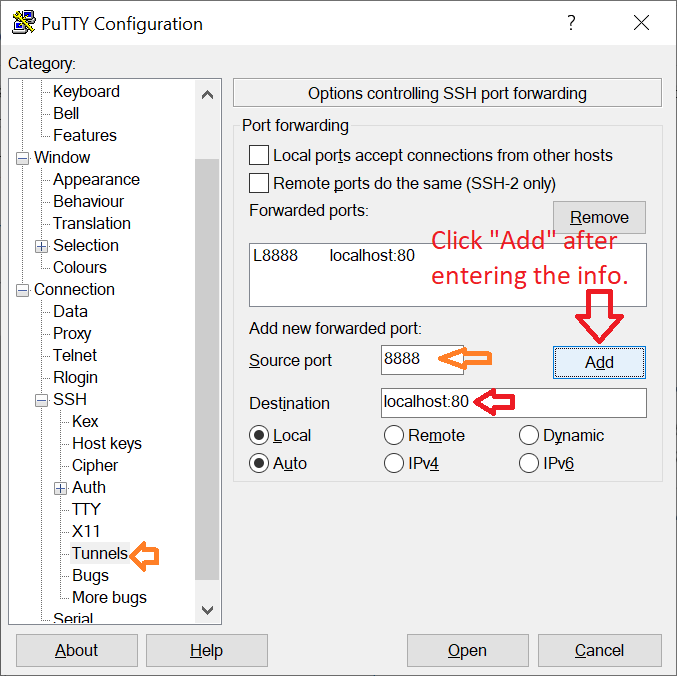 PuTTY Configuration
?
Category:
Keyboard
Bell
Features
Window
Appearance
Behaviour
Translation
Selection
Colours
Connection
Data
Proxy
Telnet
Rlogin
SSH
Kex
Host keys
Cipher
Auth
TTY
X11
Tunnels
Bugs
More bugs
Serial
Options controlling SSH port forwarding
Port forwarding
Local ports accept connections from other hosts
Remote ports do the same (SSH-2 only)
Forwarded ports:
Remove
L8888 localhost:80
Click "Add" after
entering the info.
Add new forwarded port:
Source port 8888 Add
Destination localhost:80
Local Remote Dynamic
Auto IPv4 IPv6
About Help Open Cancel